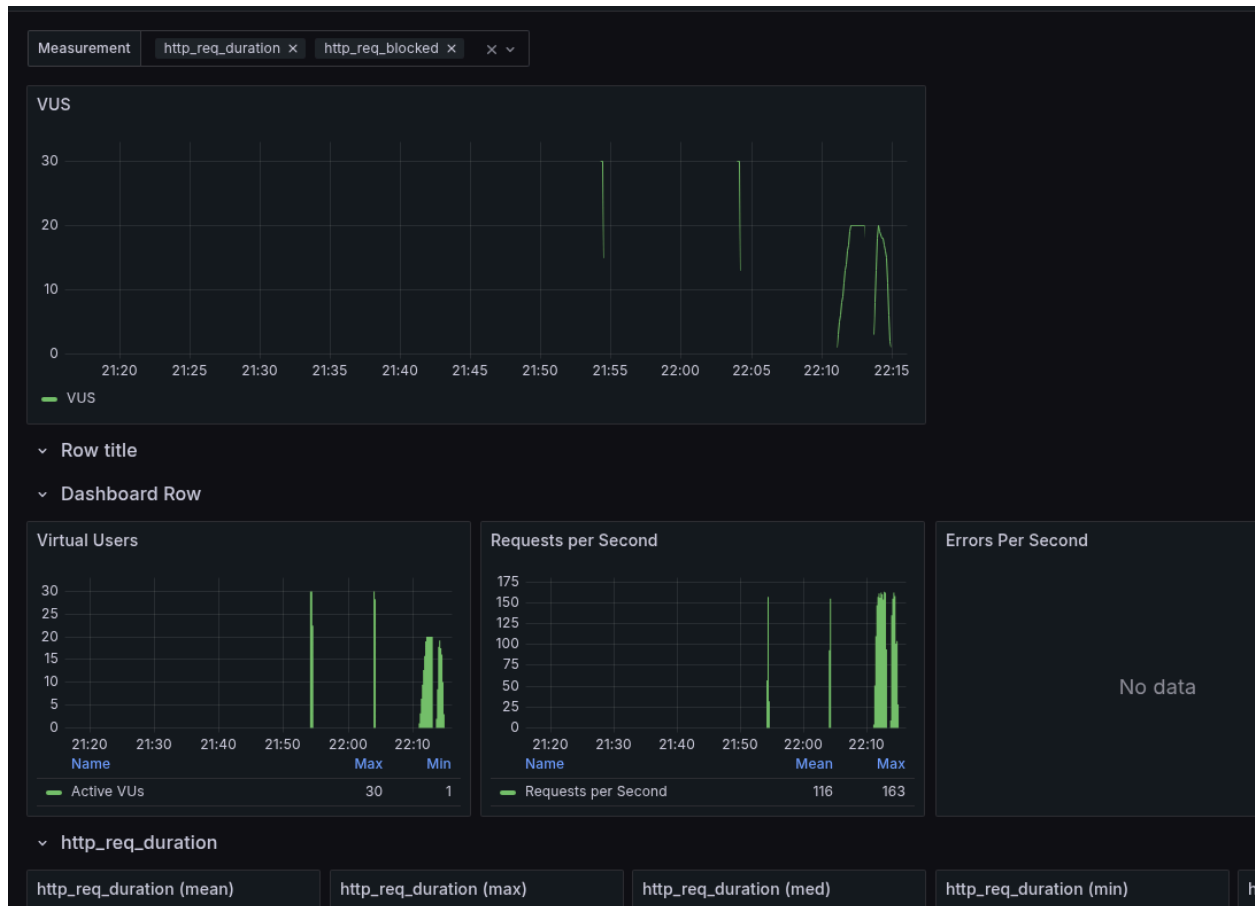 Measurement http_req_duration × http_req_blocked ×
VUS
30
20
10
0
21:20 21:25 21:30 21:35 21:40 21:45 21:50 21:55 22:00 22:05 22:10 22:15
VUS
Row title
Dashboard Row
Virtual Users
30
25
20
15
10
5
0
21:20 21:30 21:40 21:50 22:00 22:10
Name Max Min
Active VUs 30 1
Requests per Second
175
150
125
100
75
50
25
0
21:20 21:30 21:40 21:50 22:00 22:10
Name Mean Max
Requests per Second 116 163
Errors Per Second
No data
http_req_duration
http_req_duration (mean)
http_req_duration (max)
http_req_duration (med)
http_req_duration (min)